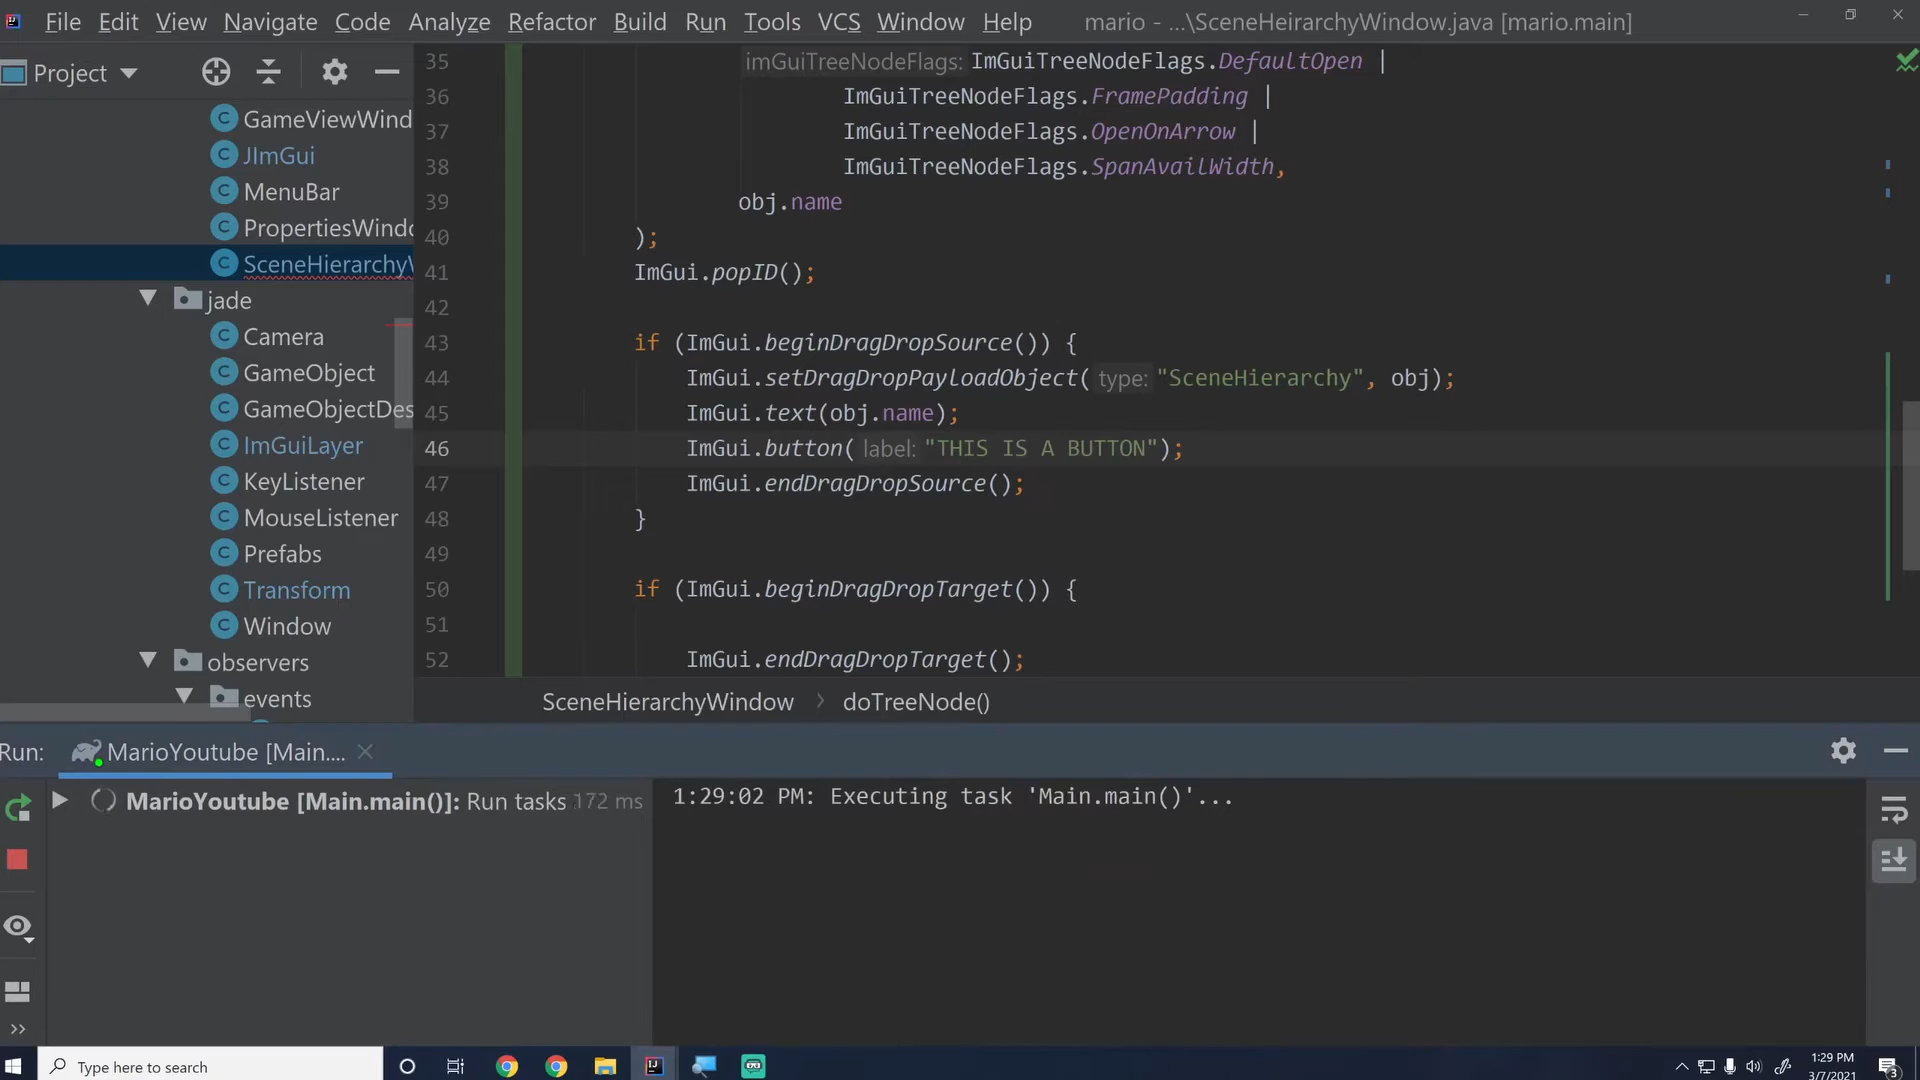 File Edit View Navigate Code Analyze Refactor Build Run Tools VCS Window Help mario - ...\SceneHeirarchyWindow.java [mario.main]
Project
GameViewWind
JImGui
MenuBar
PropertiesWindo
SceneHierarchyW
jade
Camera
GameObject
GameObjectDes
ImGuiLayer
KeyListener
MouseListener
Prefabs
Transform
Window
observers
events
35 imGuiTreeNodeFlags: ImGuiTreeNodeFlags.DefaultOpen |
36 ImGuiTreeNodeFlags.FramePadding |
37 ImGuiTreeNodeFlags.OpenOnArrow |
38 ImGuiTreeNodeFlags.SpanAvailWidth,
39 obj.name
40 );
41 ImGui.popID();
42
43 if (ImGui.beginDragDropSource()) {
44 ImGui.setDragDropPayloadObject( type: "SceneHierarchy", obj);
45 ImGui.text(obj.name);
46 ImGui.button( label: "THIS IS A BUTTON");
47 ImGui.endDragDropSource();
48 }
49
50 if (ImGui.beginDragDropTarget()) {
51
52 ImGui.endDragDropTarget();
SceneHierarchyWindow › doTreeNode()
Run: MarioYoutube [Main....
MarioYoutube [Main.main()]: Run tasks 172 ms
1:29:02 PM: Executing task 'Main.main()'...
Type here to search
1:29 PM
3/7/2021
3